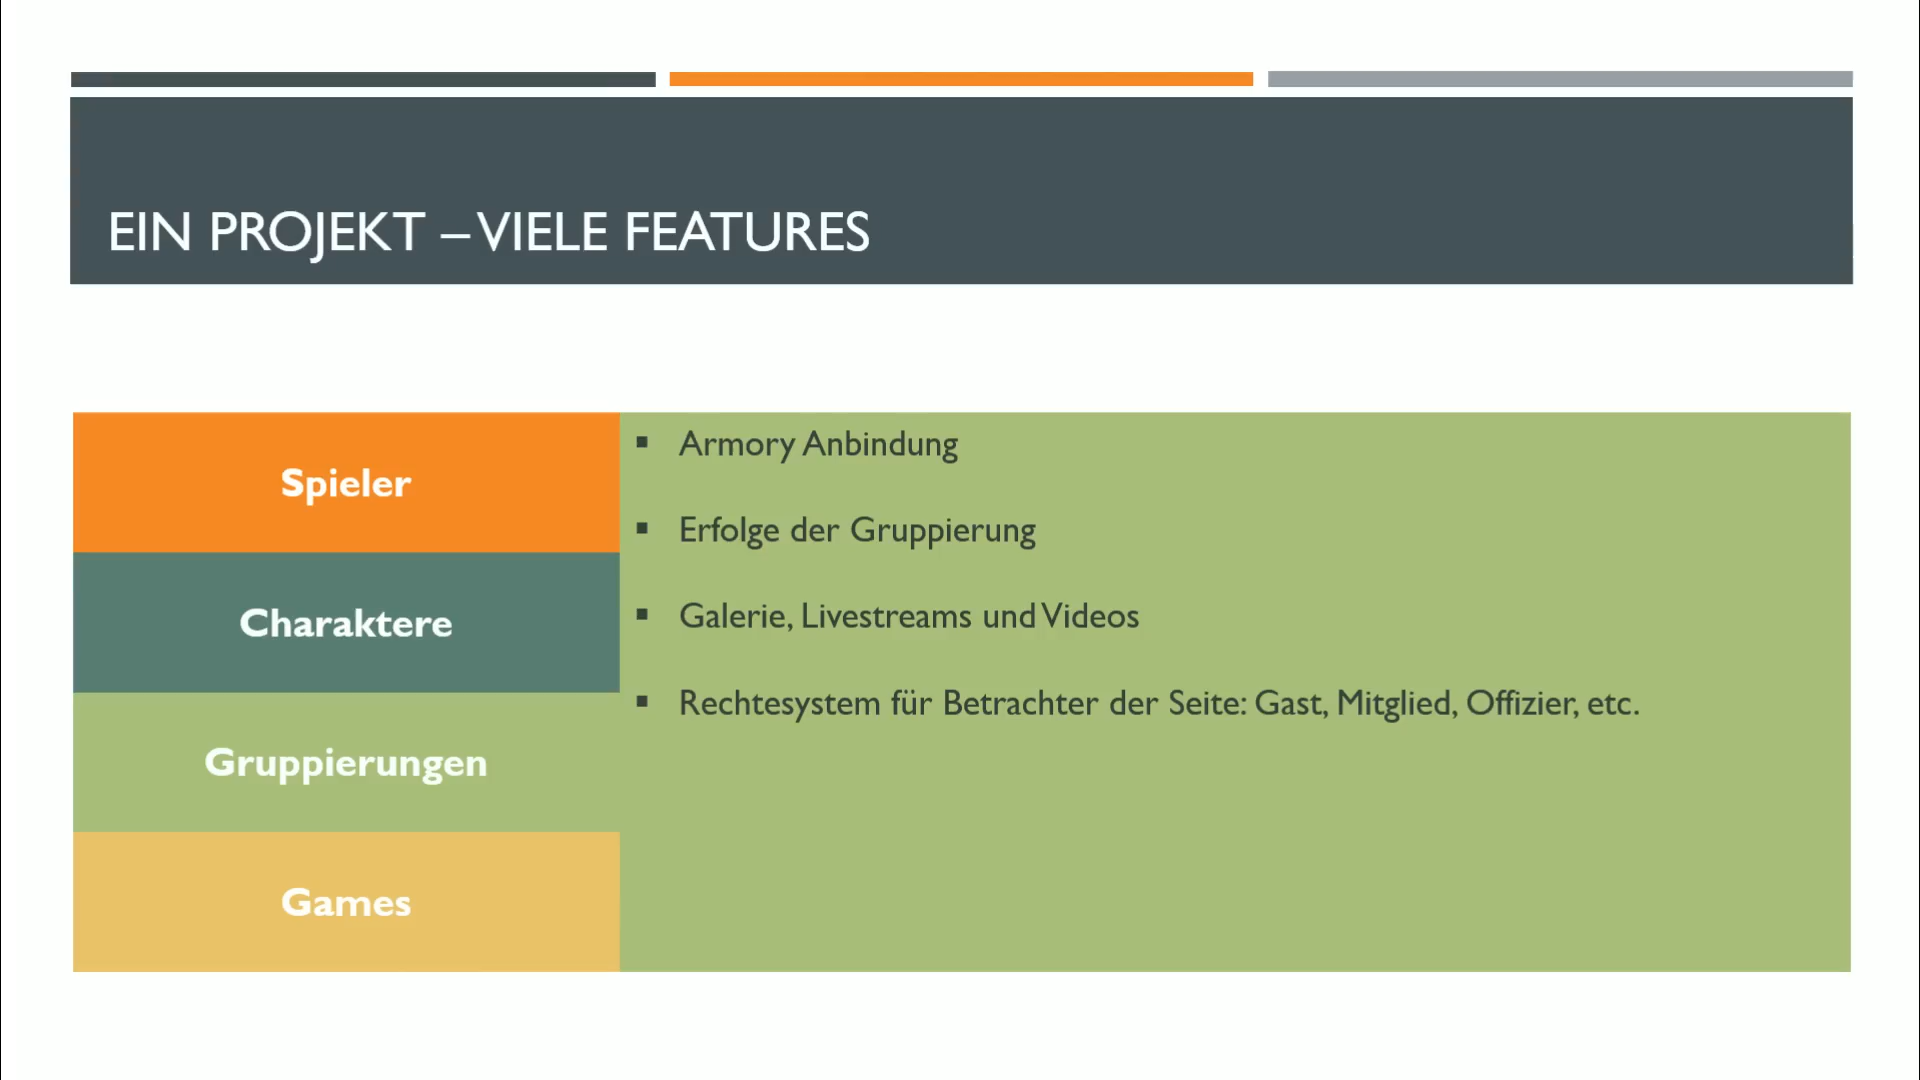 EIN PROJEKT – VIELE FEATURES
Spieler
Charaktere
Gruppierungen
Games
▪ Armory Anbindung
▪ Erfolge der Gruppierung
▪ Galerie, Livestreams und Videos
▪ Rechtesystem für Betrachter der Seite: Gast, Mitglied, Offizier, etc.